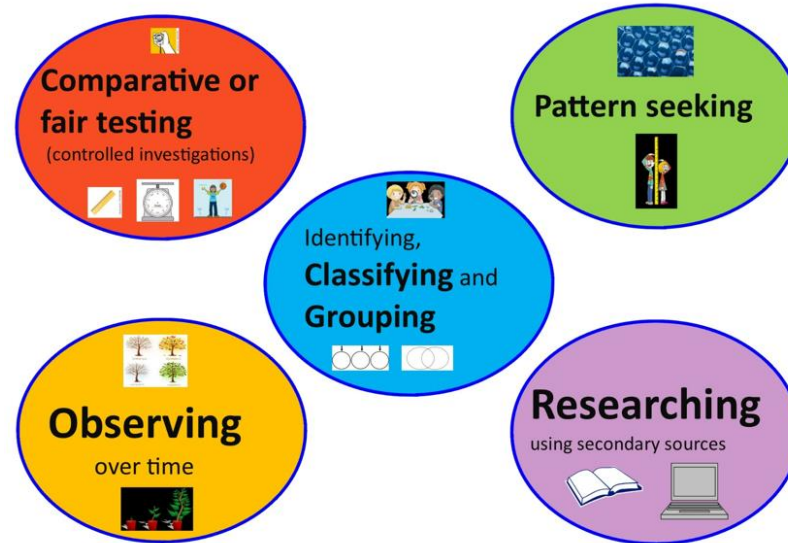 Comparative or
fair testing
(controlled investigations)
Pattern seeking
Identifying,
Classifying and
Grouping
Observing
over time
Researching
using secondary sources